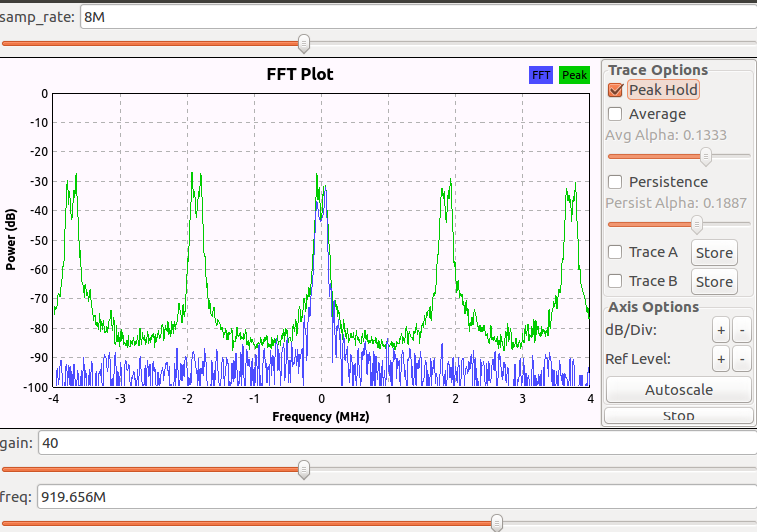 samp_rate: 8M
FFT Plot
FFT Peak
Trace Options
Peak Hold
Average
Avg Alpha: 0.1333
Persistence
Persist Alpha: 0.1887
Trace A Store
Trace B Store
Axis Options
dB/Div: + -
Ref Level: + -
Autoscale
Stop
Power (dB)
0
-10
-20
-30
-40
-50
-60
-70
-80
-90
-100
-4 -3 -2 -1 0 1 2 3 4
Frequency (MHz)
gain: 40
freq: 919.656M